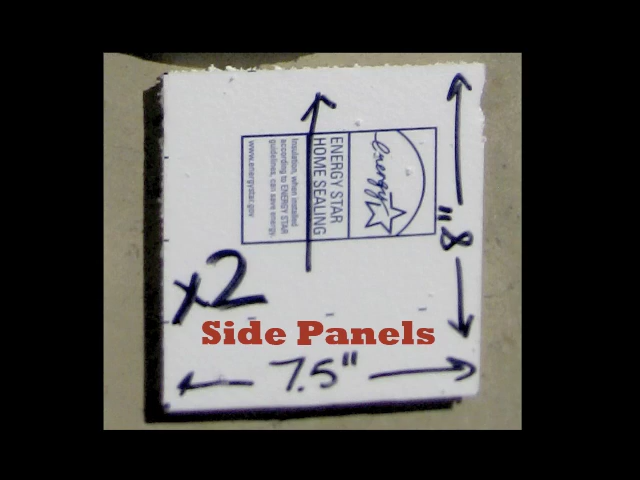 energy
ENERGY STAR
HOME SEALING
Insulation, when installed
according to ENERGY STAR
guidelines, can save energy.
www.energystar.gov
8"
x2
Side Panels
7.5"